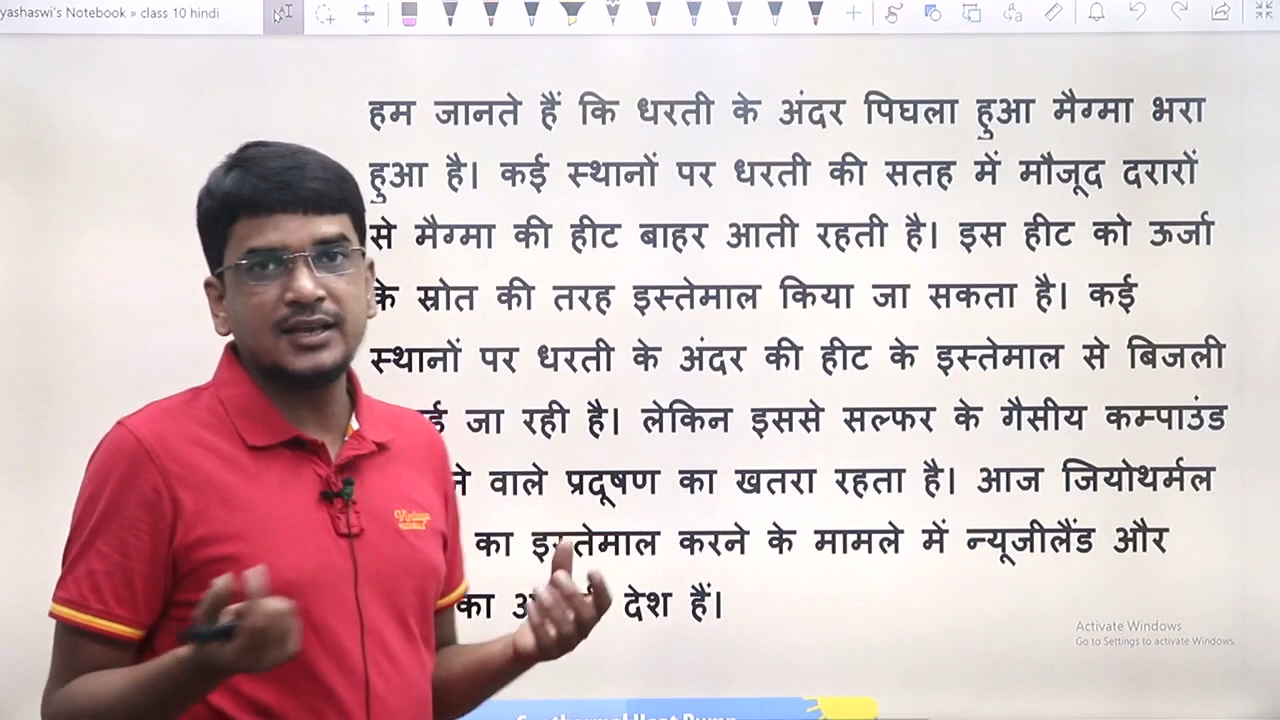 yashaswi's Notebook » class 10 hindi
हम जानते हैं कि धरती के अंदर पिघला हुआ मैग्मा भरा
हुआ है। कई स्थानों पर धरती की सतह में मौजूद दरारों
से मैग्मा की हीट बाहर आती रहती है। इस हीट को ऊर्जा
के स्रोत की तरह इस्तेमाल किया जा सकता है। कई
स्थानों पर धरती के अंदर की हीट के इस्तेमाल से बिजली
जा रही है। लेकिन इससे सल्फर के गैसीय कम्पाउंड
वाले प्रदूषण का खतरा रहता है। आज जियोथर्मल
का इस्तेमाल करने के मामले में न्यूजीलैंड और
देश हैं।
Activate Windows
Go to Settings to activate Windows.